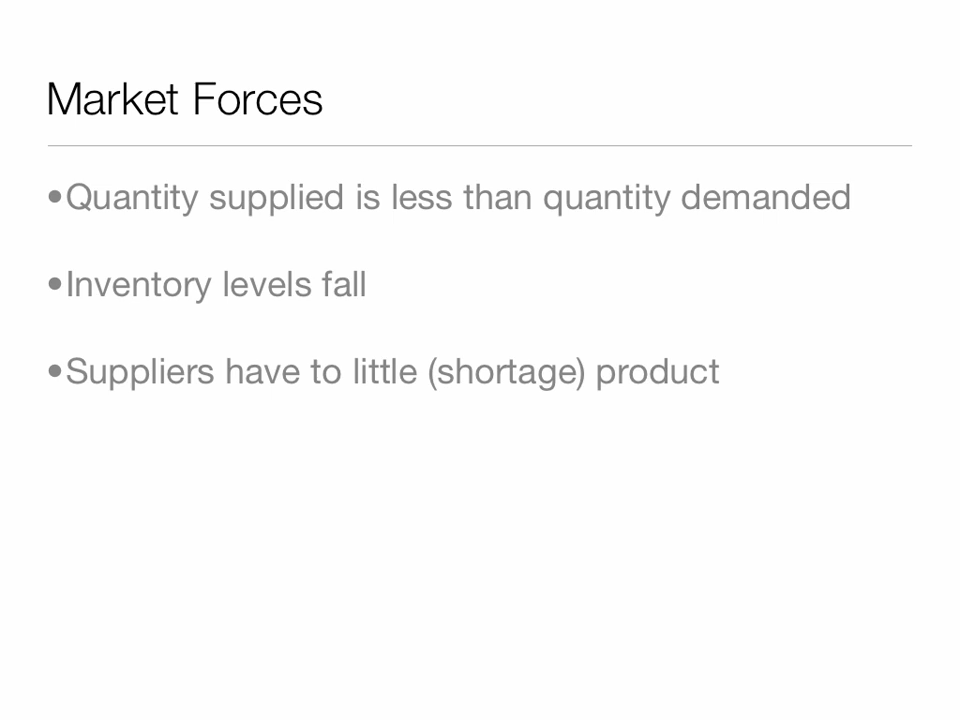 Market Forces
•Quantity supplied is less than quantity demanded
•Inventory levels fall
•Suppliers have to little (shortage) product